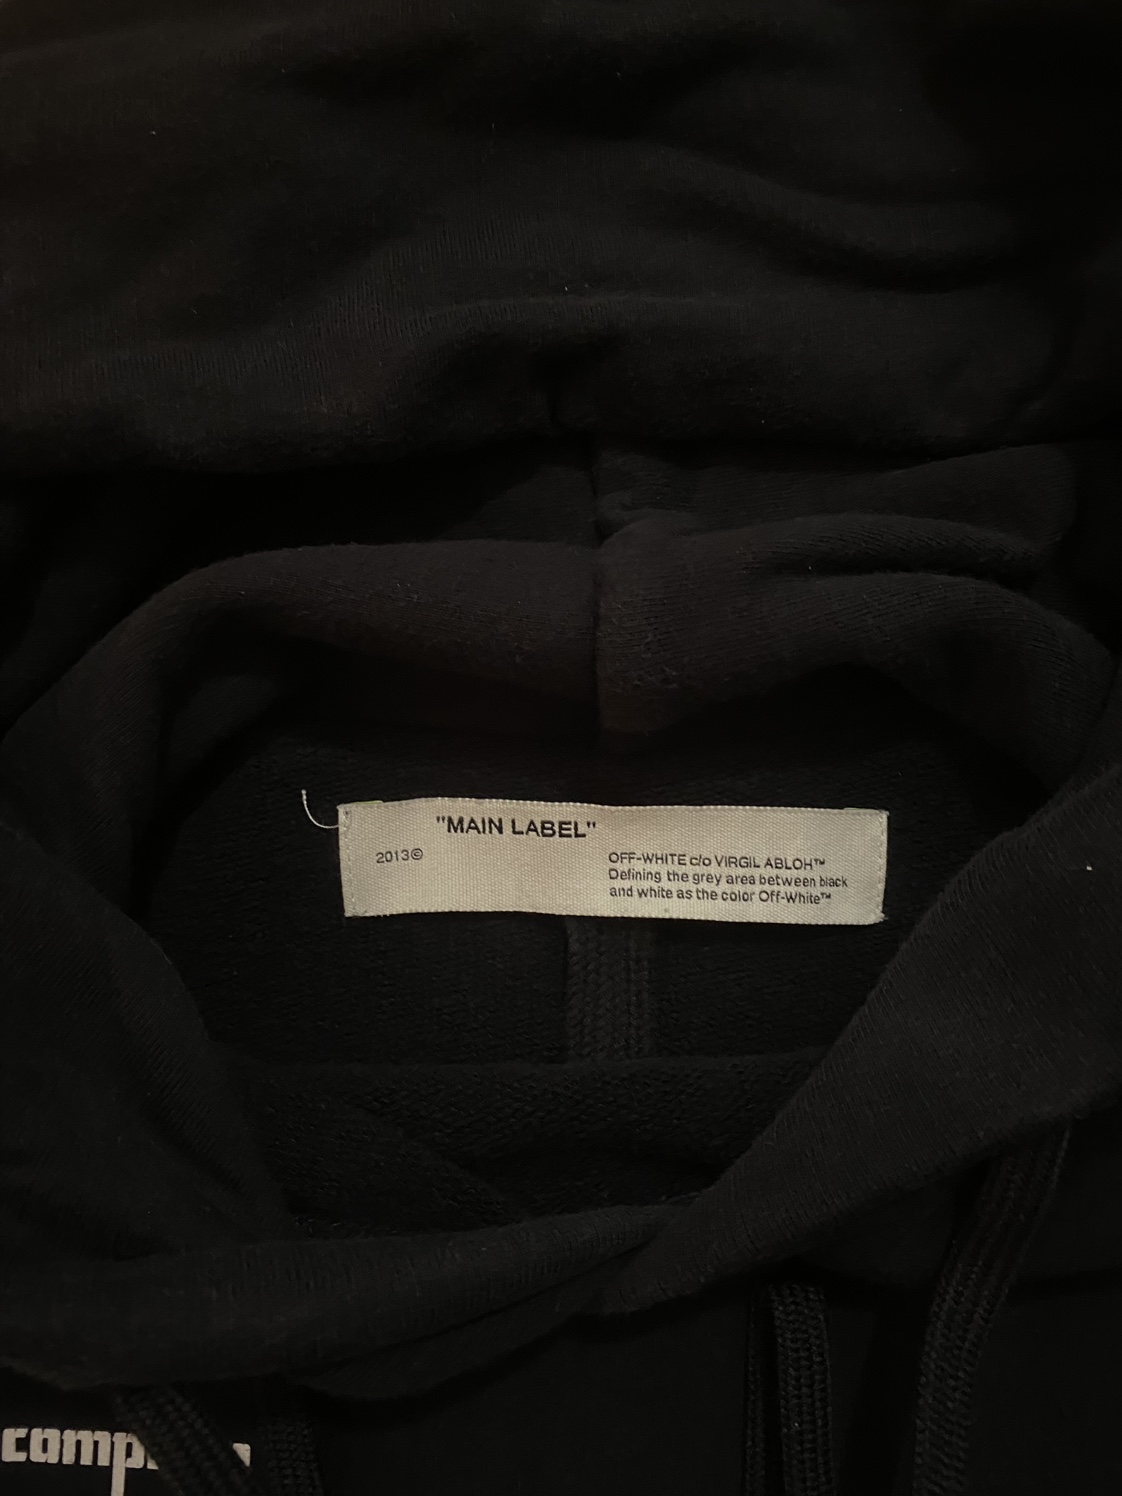 "MAIN LABEL"
2013©
OFF-WHITE c/o VIRGIL ABLOH™
Defining the grey area between black
and white as the color Off-White™